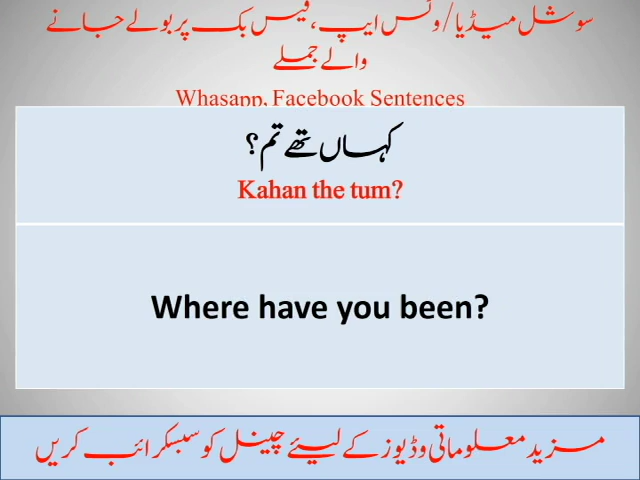 سوشل میڈیا/وٹس ایپ،فیس بک پر بولے جانے
والے جملے
Whasapp, Facebook Sentences
کہاں تھے تم؟
Kahan the tum?
Where have you been?
مزید معلوماتی وڈیوز کے لیئے چینل کو سبسکرائب کریں